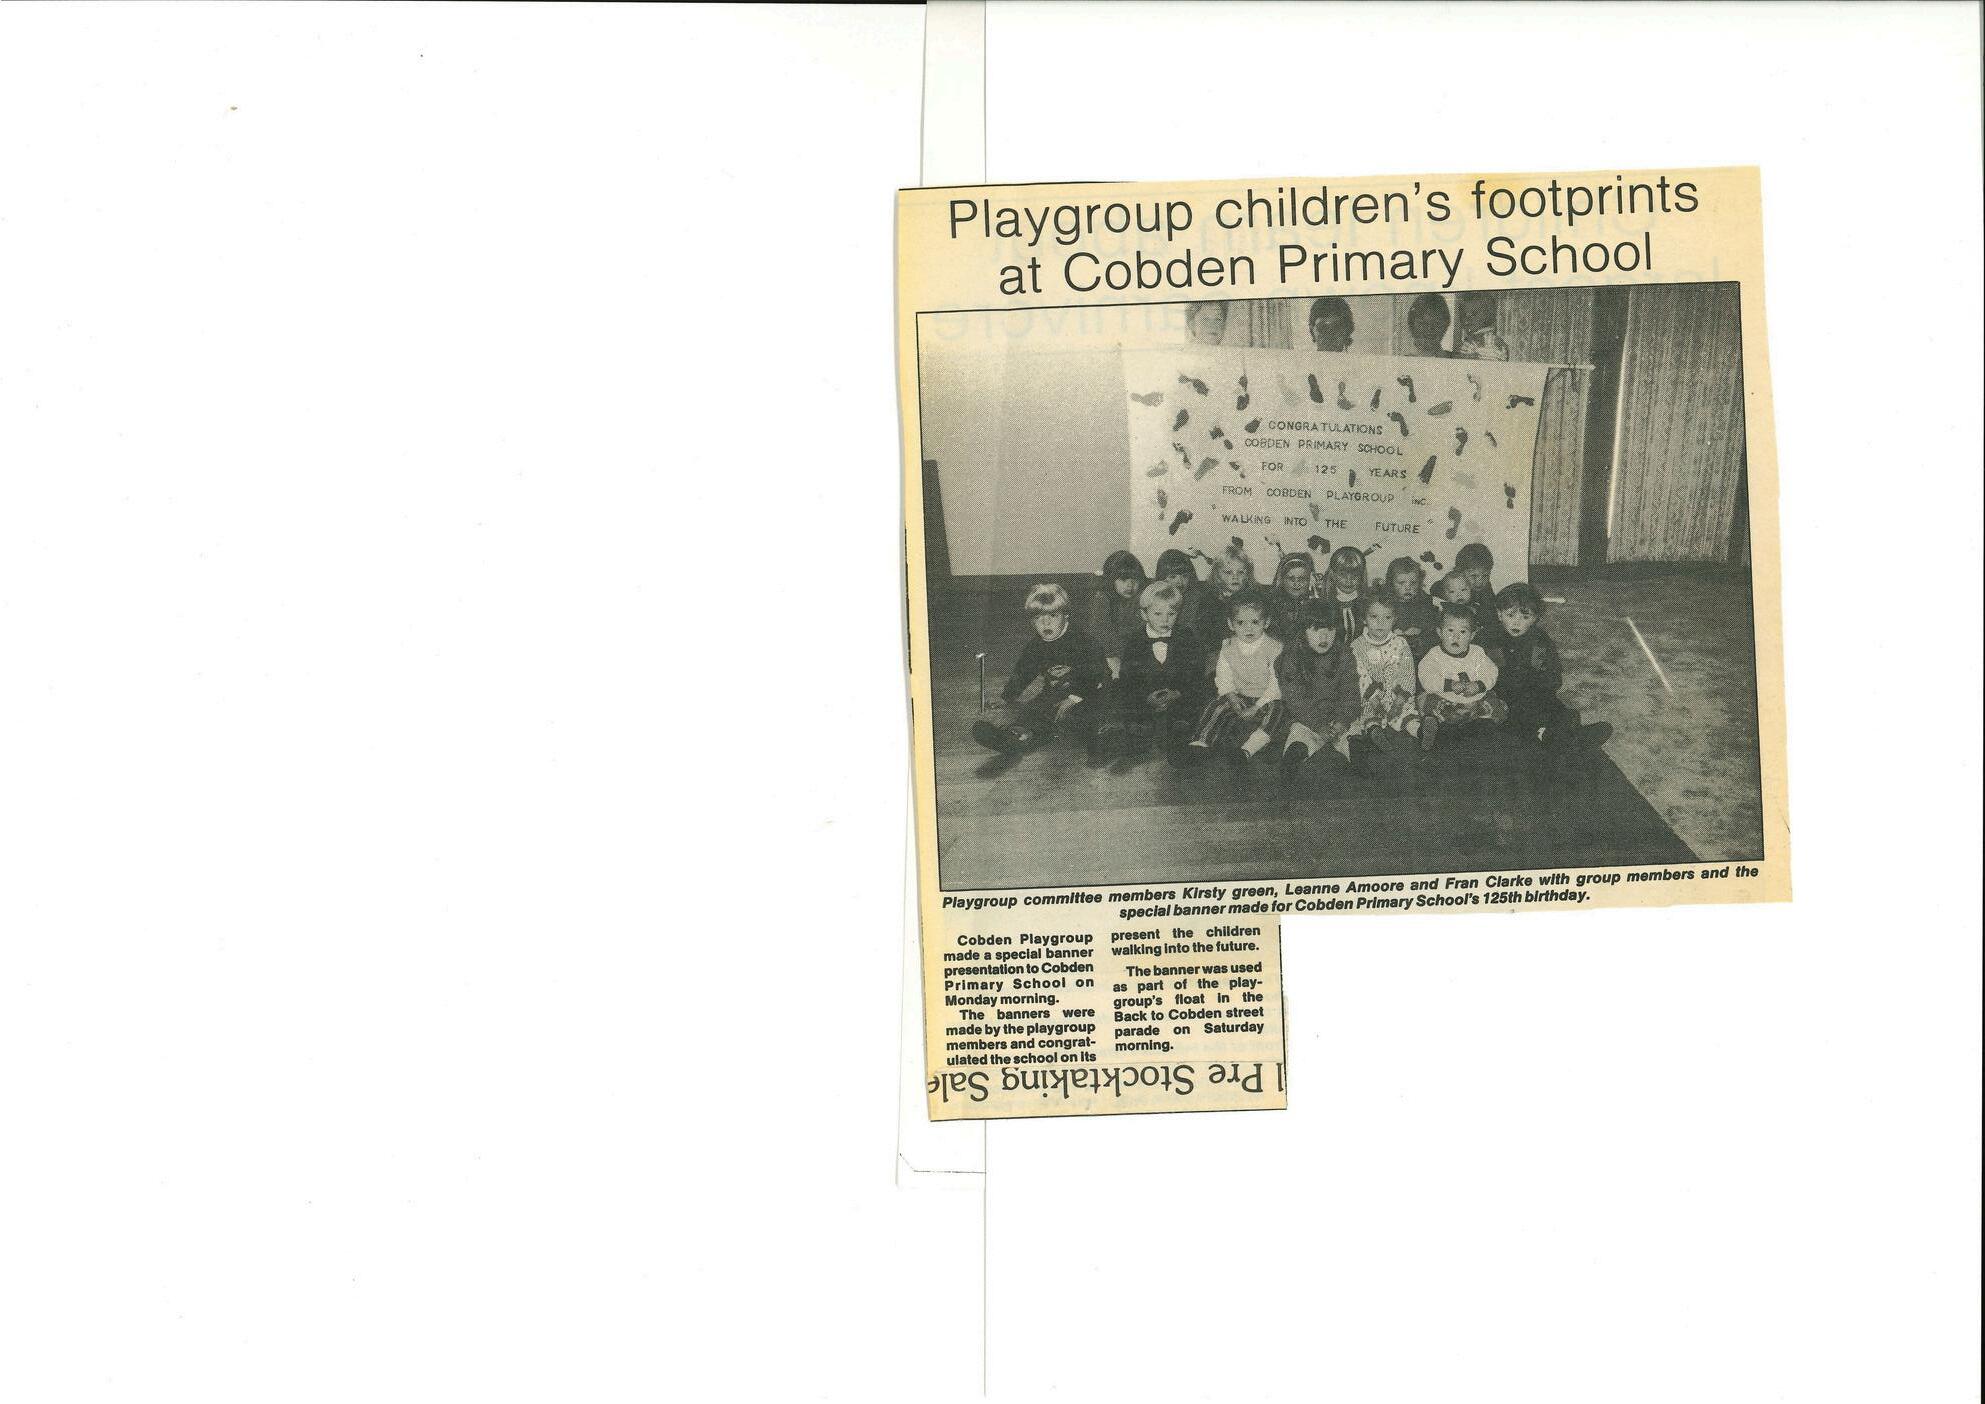 Playgroup children's footprints
at Cobden Primary School
CONGRATULATIONS
COBDEN PRIMARY SCHOOL
FOR 125 YEARS
FROM COBDEN PLAYGROUP INC.
"WALKING INTO THE FUTURE"
Playgroup committee members Kirsty green, Leanne Amoore and Fran Clarke with group members and the
special banner made for Cobden Primary School's 125th birthday.
Cobden Playgroup
made a special banner
presentation to Cobden
Primary School on
Monday morning.
The banners were
made by the playgroup
members and congrat-
ulated the school on its
present the children
walking into the future.
The banner was used
as part of the play-
group's float in the
Back to Cobden street
parade on Saturday
morning.
l Pre Stocktaking Sale